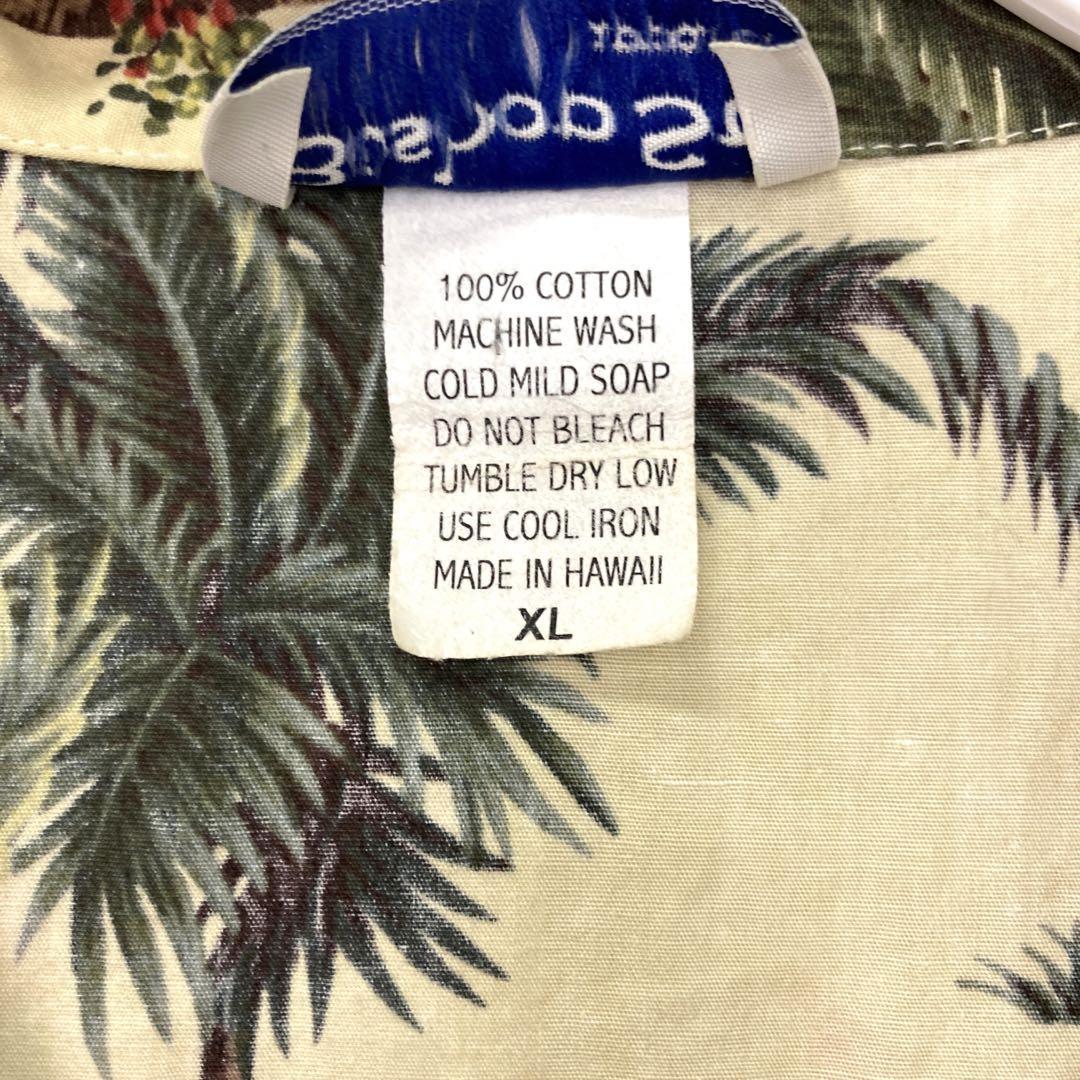 100% COTTON
MACHINE WASH
COLD MILD SOAP
DO NOT BLEACH
TUMBLE DRY LOW
USE COOL IRON
MADE IN HAWAII
XL